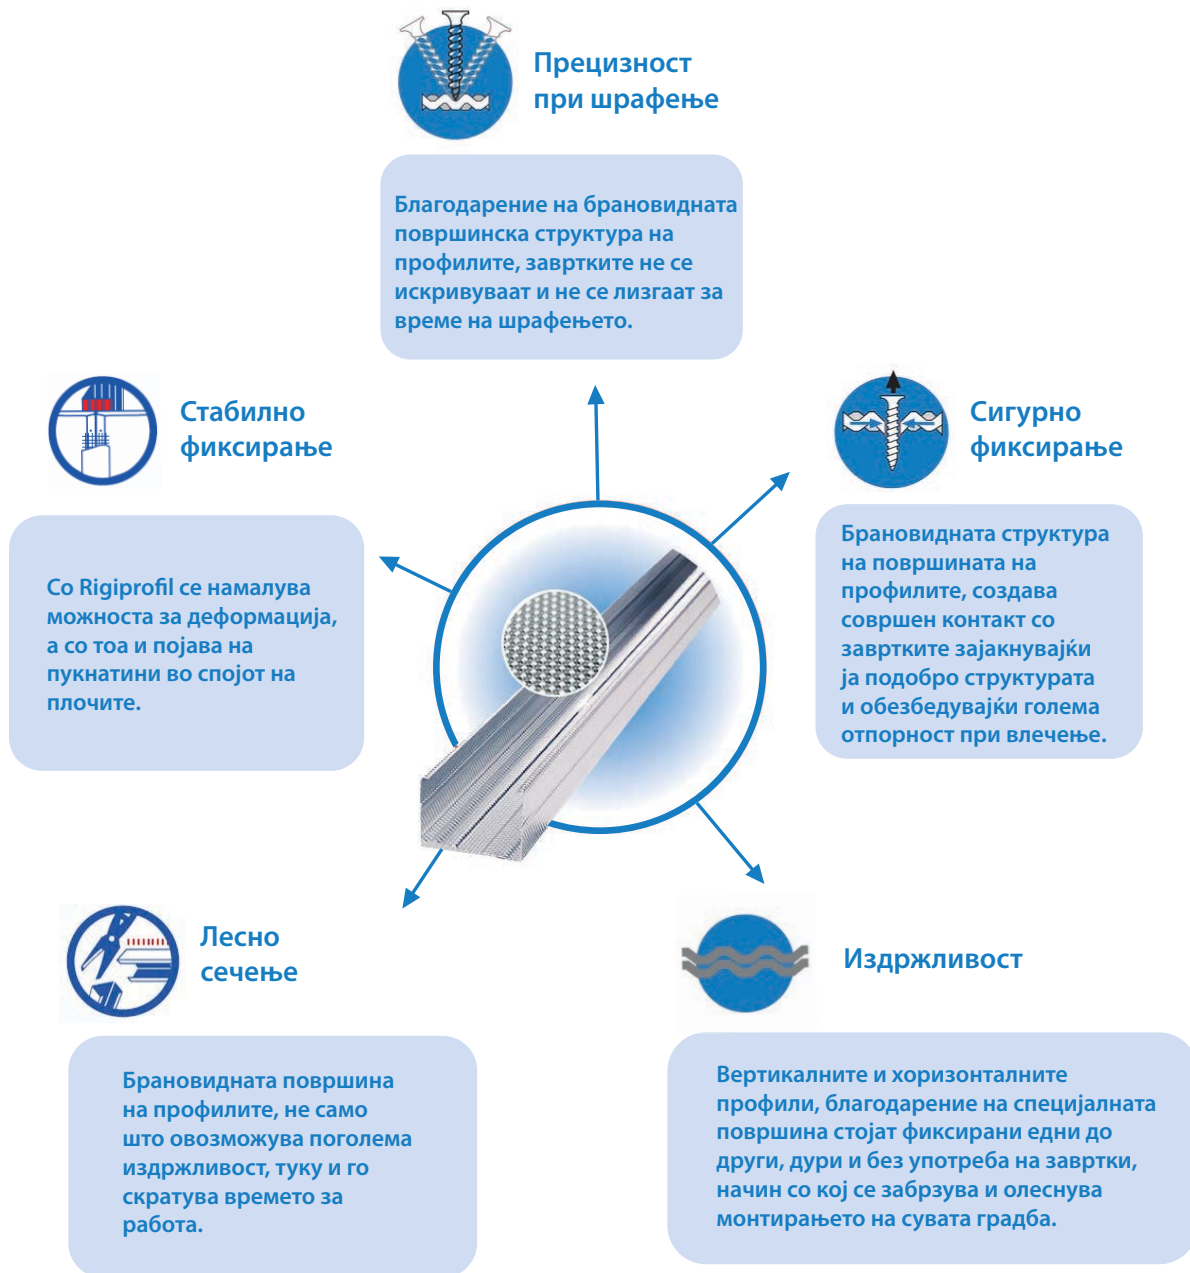 Прецизност
при шрафење
Благодарение на брановидната
површинска структура на
профилите, завртките не се
искривуваат и не се лизгаат за
време на шрафењето.
Стабилно
фиксирање
Со Rigiprofil се намалува
можноста за деформација,
а со тоа и појава на
пукнатини во спојот на
плочите.
Сигурно
фиксирање
Брановидната структура
на површината на
профилите, создава
совршен контакт со
завртките зајакнувајќи
ја подобро структурата
и обезбедувајќи голема
отпорност при влечење.
Лесно
сечење
Брановидната површина
на профилите, не само
што овозможува поголема
издржливост, туку и го
скратува времето за
работа.
Издржливост
Вертикалните и хоризонталните
профили, благодарение на специјалната
површина стојат фиксирани едни до
други, дури и без употреба на завртки,
начин со кој се забрзува и олеснува
монтирањето на сувата градба.